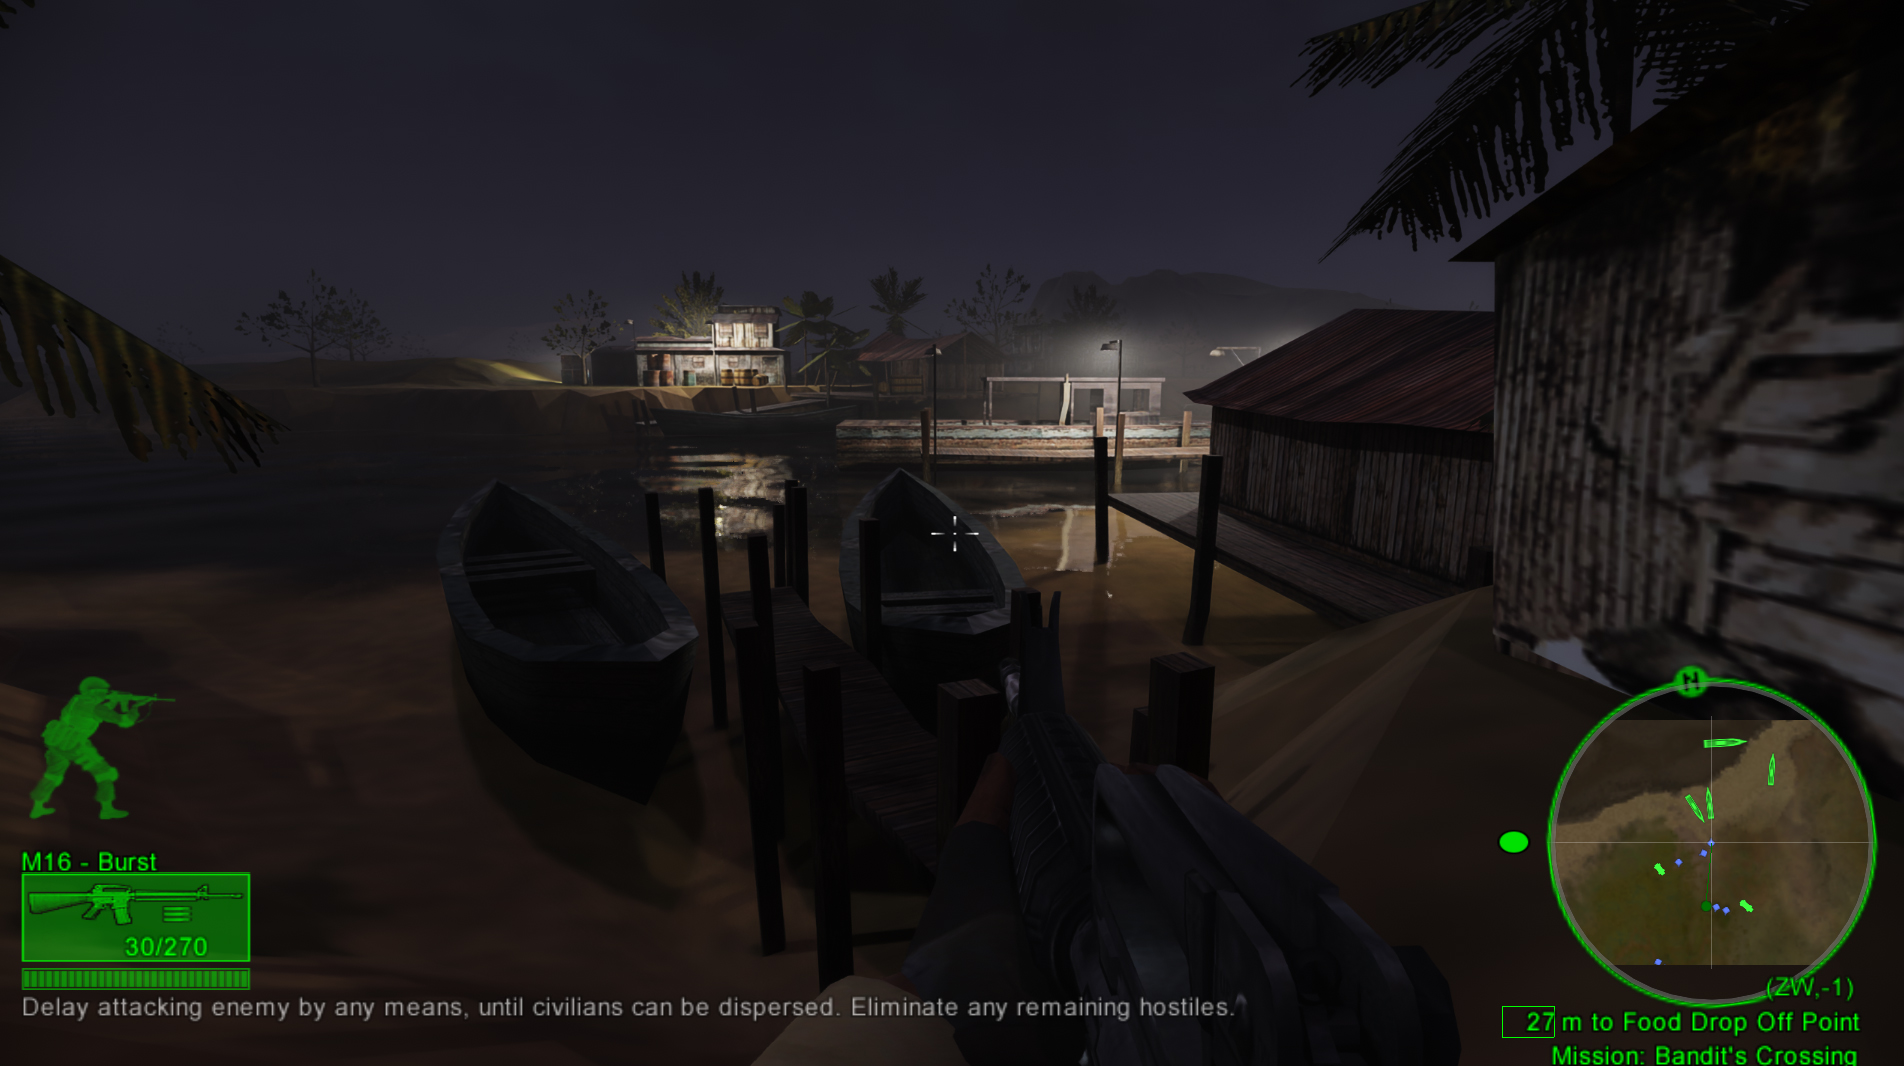 N
M16 - Burst
30/270
Delay attacking enemy by any means, until civilians can be dispersed. Eliminate any remaining hostiles.
(ZW,-1)
27 m to Food Drop Off Point
Mission: Bandit's Crossing